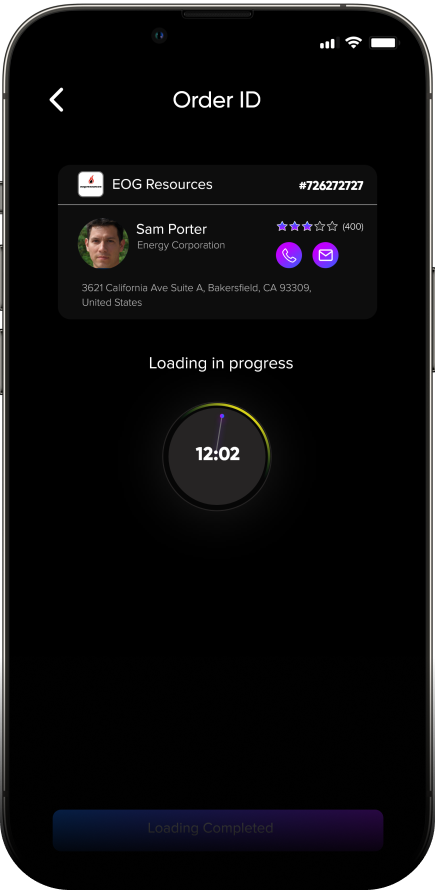 Order ID
EOG Resources
#726272727
Sam Porter
(400)
Energy Corporation
3621 California Ave Suite A, Bakersfield, CA 93309,
United States
Loading in progress
12:02
Loading Completed